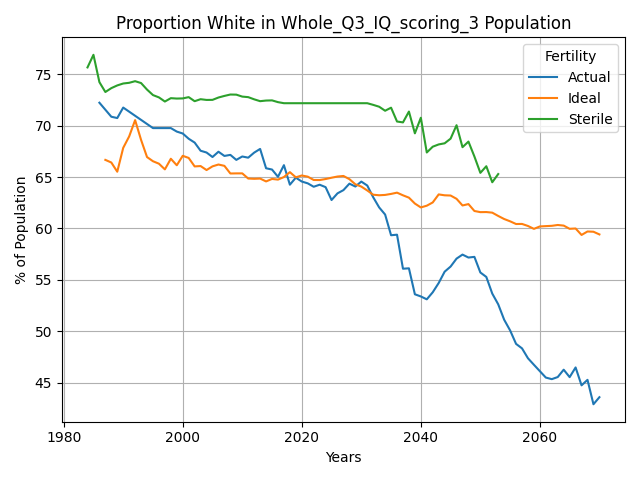 Proportion White in Whole_Q3_IQ_scoring_3 Population
% of Population
75
70
65
60
55
50
45
Fertility
Actual
Ideal
Sterile
1980
2000
2020
2040
2060
Years